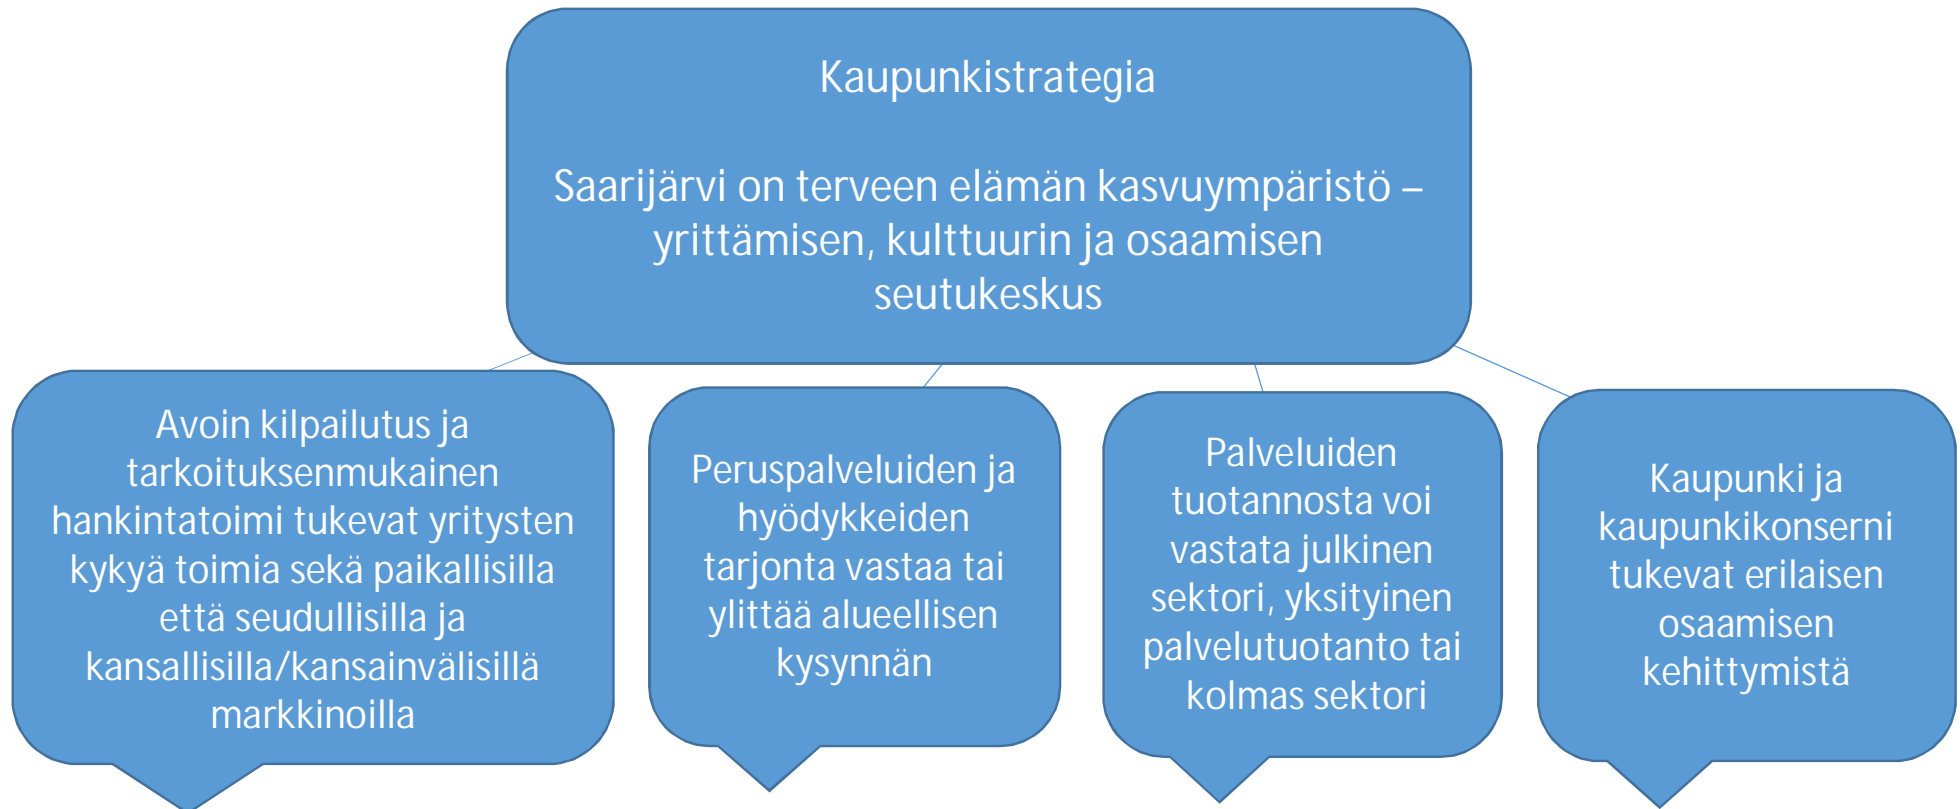 Kaupunkistrategia
Saarijärvi on terveen elämän kasvuympäristö –
yrittämisen, kulttuurin ja osaamisen
seutukeskus
Avoin kilpailutus ja
tarkoituksenmukainen
hankintatoimi tukevat yritysten
kykyä toimia sekä paikallisilla
että seudullisilla ja
kansallisilla/kansainvälisillä
markkinoilla
Peruspalveluiden ja
hyödykkeiden
tarjonta vastaa tai
ylittää alueellisen
kysynnän
Palveluiden
tuotannosta voi
vastata julkinen
sektori, yksityinen
palvelutuotanto tai
kolmas sektori
Kaupunki ja
kaupunkikonserni
tukevat erilaisen
osaamisen
kehittymistä